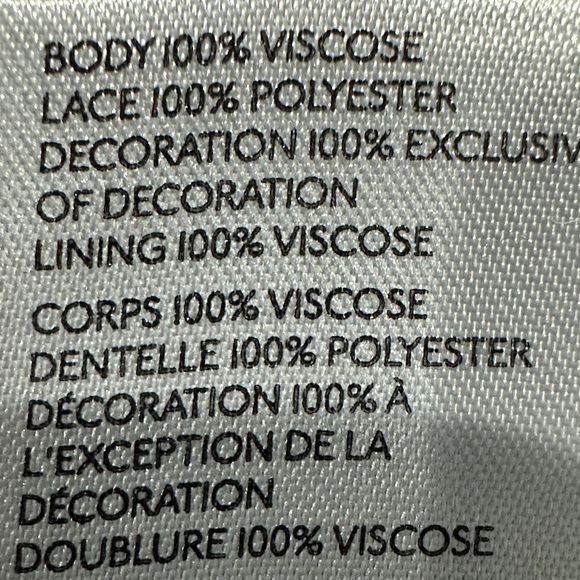 BODY 100% VISCOSE
LACE 100% POLYESTER
DECORATION 100% EXCLUSIV
OF DECORATION
LINING 100% VISCOSE
CORPS 100% VISCOSE
DENTELLE 100% POLYESTER
DÉCORATION 100% À
L'EXCEPTION DE LA
DÉCORATION
DOUBLURE 100% VISCOSE